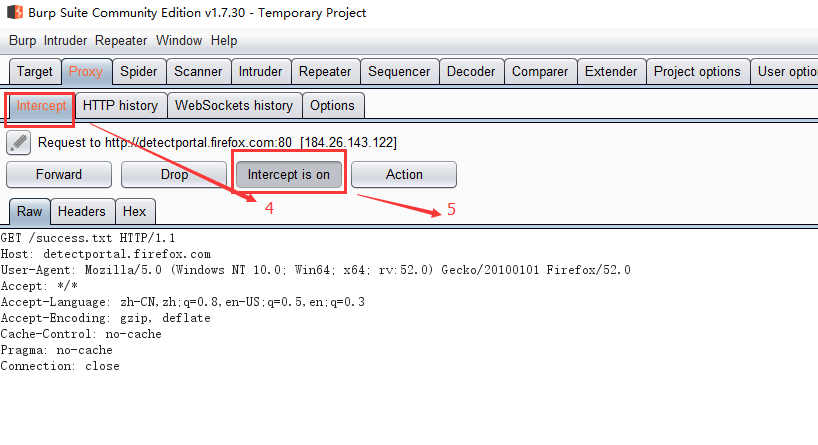 Burp Suite Community Edition v1.7.30 - Temporary Project
Burp Intruder Repeater Window Help
Target Proxy Spider Scanner Intruder Repeater Sequencer Decoder Comparer Extender Project options User optio
Intercept HTTP history WebSockets history Options
Request to http://detectportal.firefox.com:80 [184.26.143.122]
Forward Drop Intercept is on Action
4 5
Raw Headers Hex
GET /success.txt HTTP/1.1
Host: detectportal.firefox.com
User-Agent: Mozilla/5.0 (Windows NT 10.0; Win64; x64; rv:52.0) Gecko/20100101 Firefox/52.0
Accept: */*
Accept-Language: zh-CN,zh;q=0.8,en-US;q=0.5,en;q=0.3
Accept-Encoding: gzip, deflate
Cache-Control: no-cache
Pragma: no-cache
Connection: close